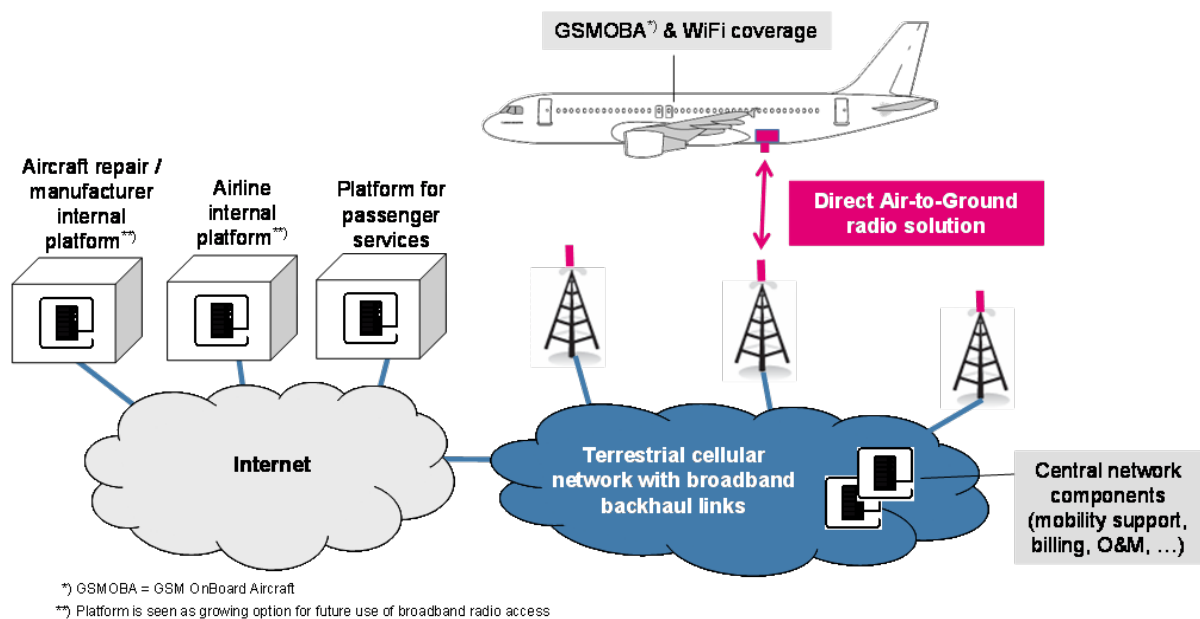 GSMOBA*) & WiFi coverage
Aircraft repair /
manufacturer
internal
platform**)
Airline
internal
platform**)
Platform for
passenger
services
Direct Air-to-Ground
radio solution
Internet
Terrestrial cellular
network with broadband
backhaul links
Central network
components
(mobility support,
billing, O&M, …)
*) GSMOBA = GSM OnBoard Aircraft
**) Platform is seen as growing option for future use of broadband radio access